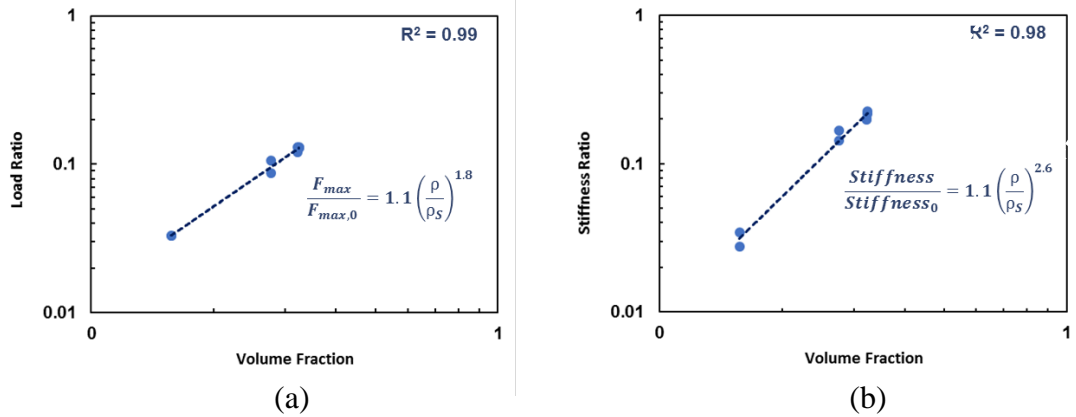 1
R² = 0.99
Load Ratio
0.1
F_max / F_max,0 = 1.1 (ρ / ρ_S)^1.8
0.01
0
1
Volume Fraction
(a)
1
R² = 0.98
Stiffness Ratio
0.1
Stiffness / Stiffness_0 = 1.1 (ρ / ρ_S)^2.6
0.01
0
1
Volume Fraction
(b)